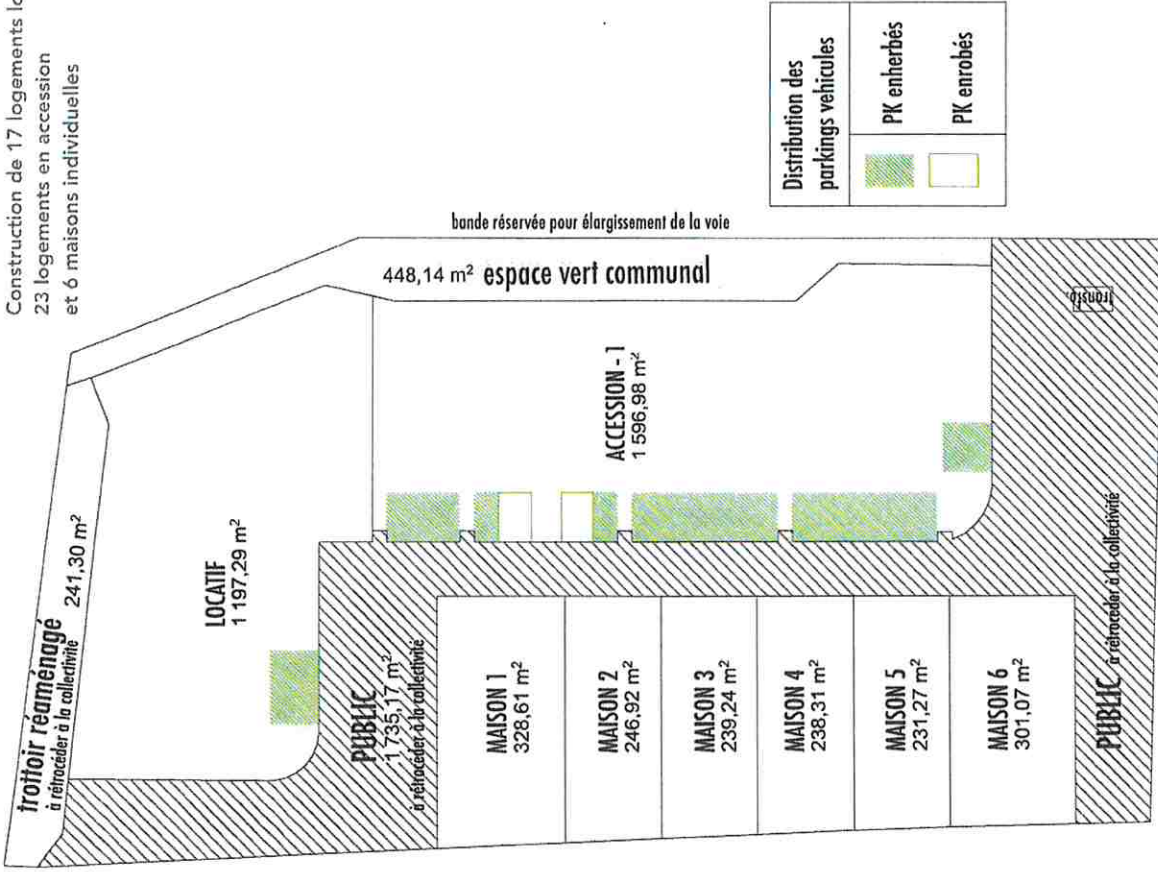 Construction de 17 logements
23 logements en accession
et 6 maisons individuelles
trottoir réaménagé
à rétrocéder à la collectivité
241,30 m²
LOCATIF
1 197,29 m²
bande réservée pour élargissement de la voie
448,14 m² espace vert communal
ACCESSION - 1
1 596,98 m²
PUBLIC
1 735,17 m²
à rétrocéder à la collectivité
MAISON 1
328,61 m²
MAISON 2
246,92 m²
MAISON 3
239,24 m²
MAISON 4
238,31 m²
MAISON 5
231,27 m²
MAISON 6
301,07 m²
PUBLIC à rétrocéder à la collectivité
transfo.
Distribution des
parkings vehicules
PK enherbés
PK enrobés